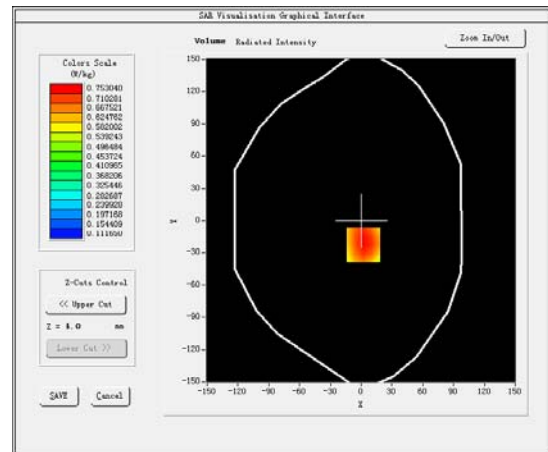 SAR Visualisation Graphical Interface
Volume Radiated Intensity
Zoom In/Out
Colors Scale
(W/kg)
0.753040
0.710281
0.667521
0.624762
0.582002
0.539243
0.496484
0.453724
0.410965
0.368206
0.325446
0.282687
0.239928
0.197168
0.154409
0.111650
Z-Cuts Control
<< Upper Cut
Z = 4.0 mm
Lower Cut >>
SAVE
Cancel
150
120
90
60
30
0
-30
-60
-90
-120
-150
Y
-150 -120 -90 -60 -30 0 30 60 90 120 150
X